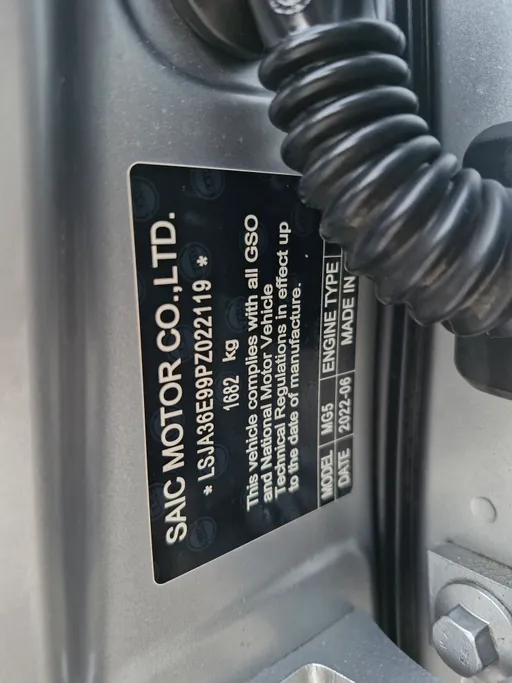 SAIC MOTOR CO.,LTD.
* LSJA36E99PZ022119 *
1682 kg
This vehicle complies with all GSO
and National Motor Vehicle
Technical Regulations in effect up
to the date of manufacture.
MODEL MG5 ENGINE TYPE
DATE 2022-06 MADE IN